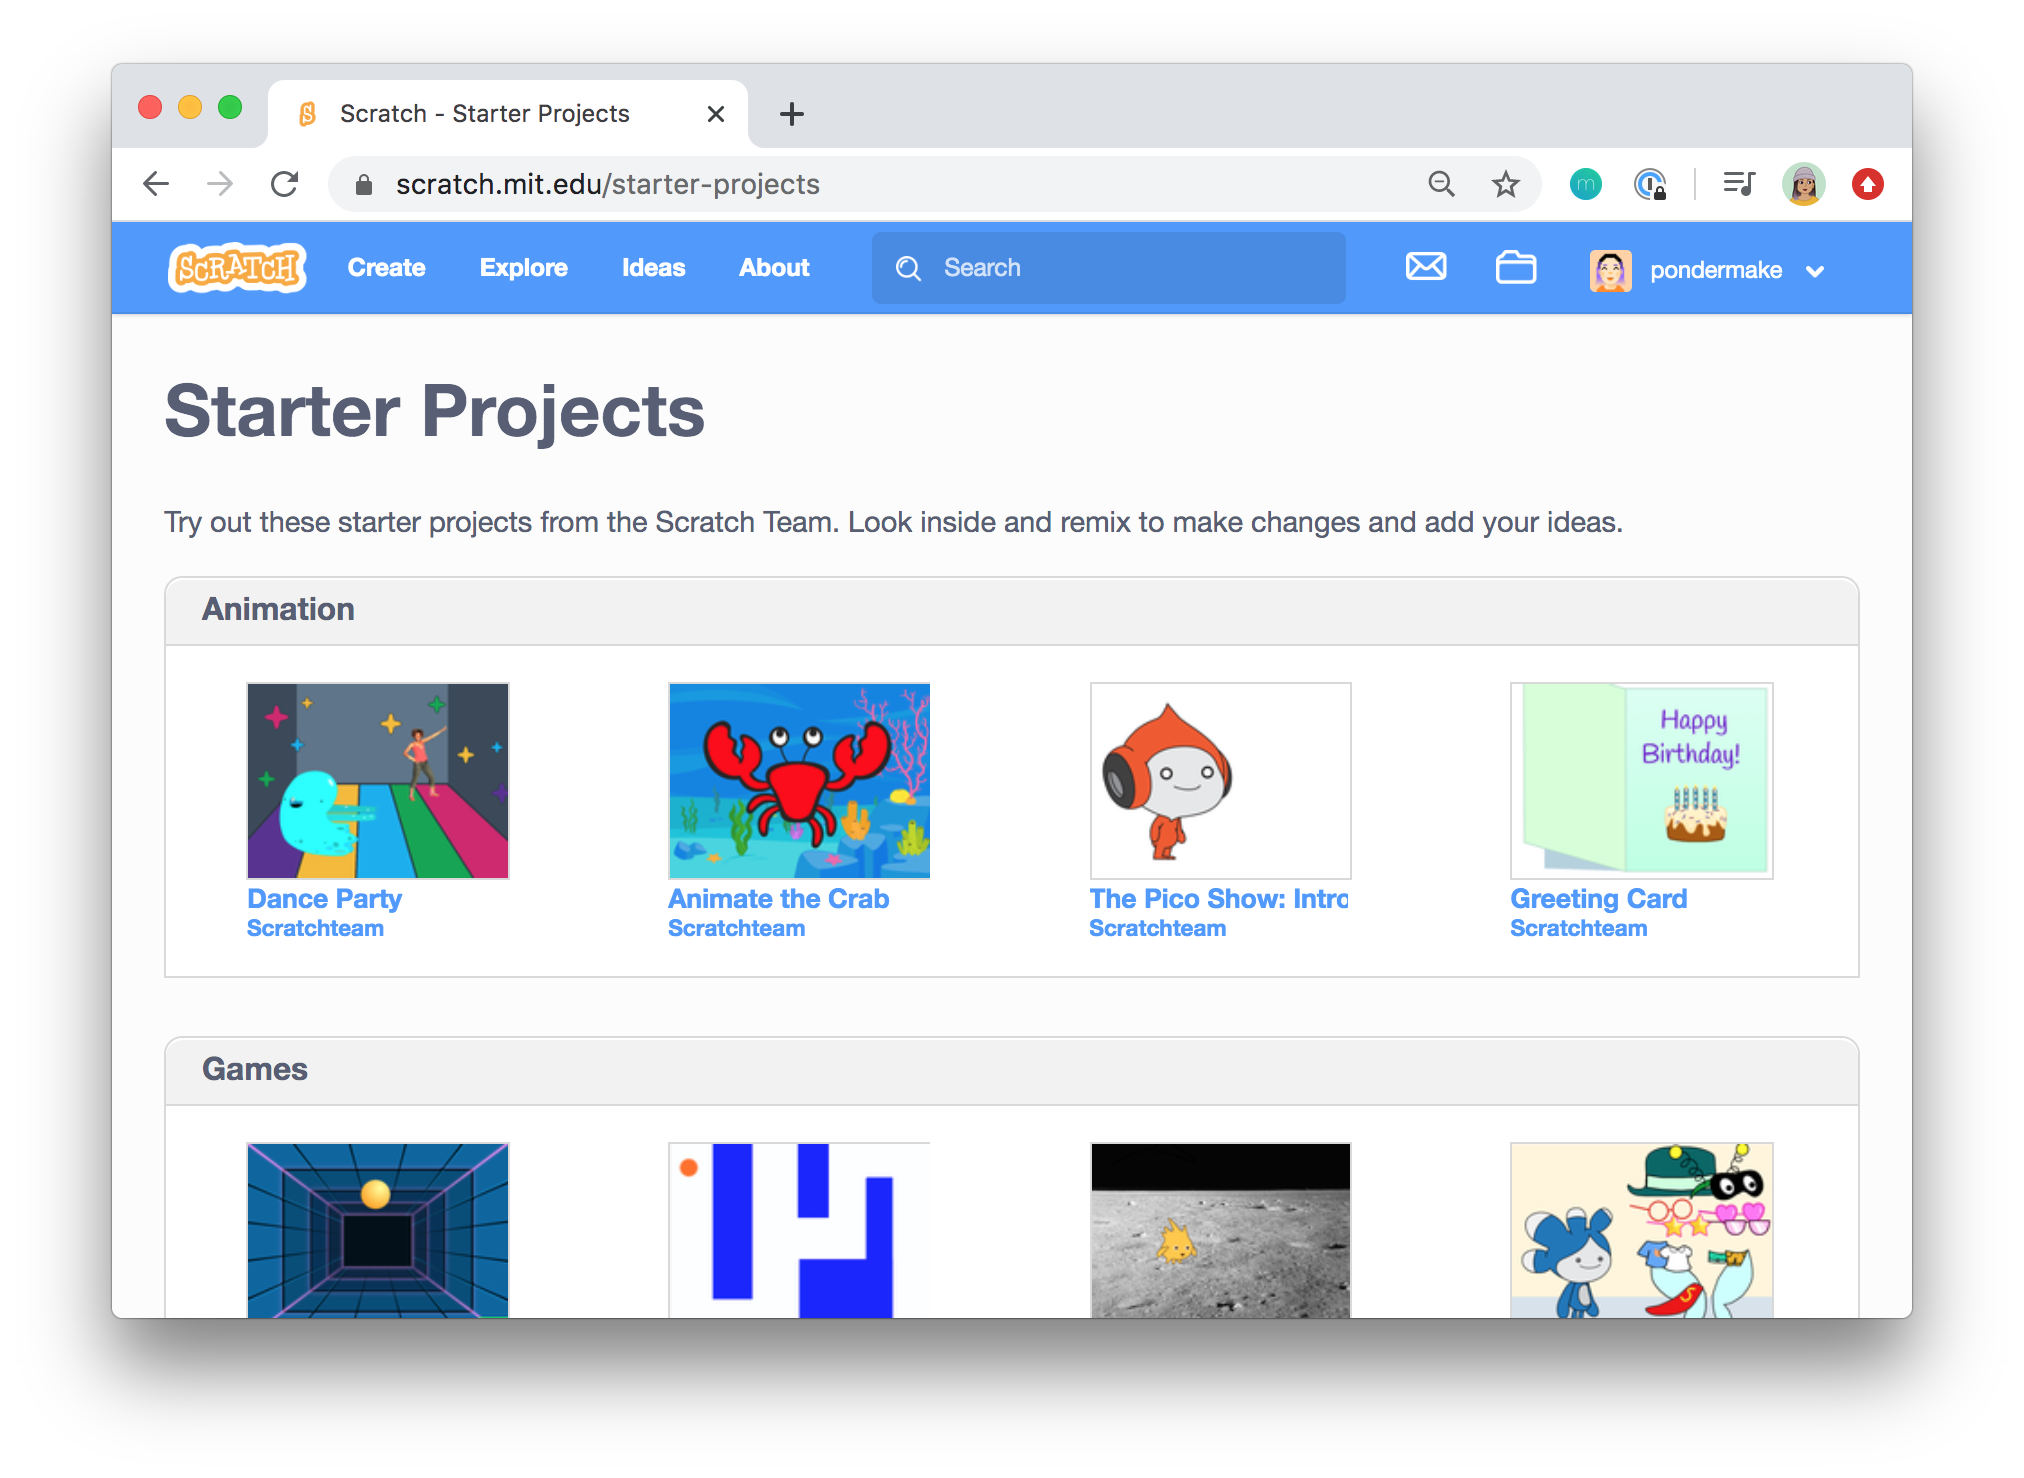 Scratch - Starter Projects
scratch.mit.edu/starter-projects
m
SCRATCH Create Explore Ideas About Search pondermake
Starter Projects
Try out these starter projects from the Scratch Team. Look inside and remix to make changes and add your ideas.
Animation
Happy
Birthday!
Dance Party Animate the Crab The Pico Show: Intro Greeting Card
Scratchteam Scratchteam Scratchteam Scratchteam
Games
S